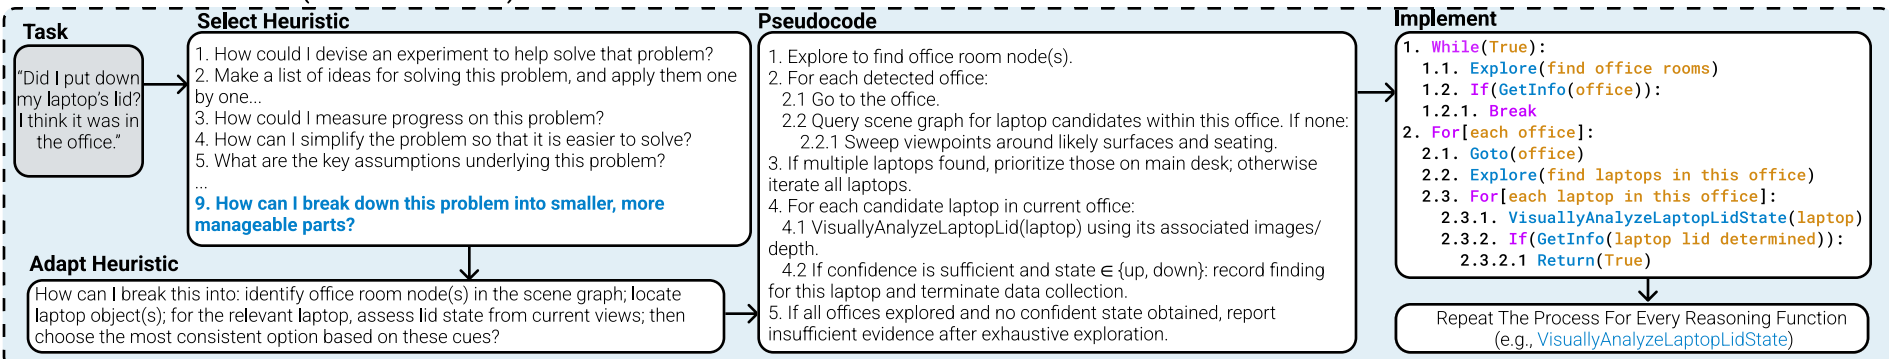 Task
"Did I put down
my laptop's lid?
I think it was in
the office."
Select Heuristic
1. How could I devise an experiment to help solve that problem?
2. Make a list of ideas for solving this problem, and apply them one
by one...
3. How could I measure progress on this problem?
4. How can I simplify the problem so that it is easier to solve?
5. What are the key assumptions underlying this problem?
...
9. How can I break down this problem into smaller, more
manageable parts?
Adapt Heuristic
How can I break this into: identify office room node(s) in the scene graph; locate
laptop object(s); for the relevant laptop, assess lid state from current views; then
choose the most consistent option based on these cues?
Pseudocode
1. Explore to find office room node(s).
2. For each detected office:
2.1 Go to the office.
2.2 Query scene graph for laptop candidates within this office. If none:
2.2.1 Sweep viewpoints around likely surfaces and seating.
3. If multiple laptops found, prioritize those on main desk; otherwise
iterate all laptops.
4. For each candidate laptop in current office:
4.1 VisuallyAnalyzeLaptopLid(laptop) using its associated images/
depth.
4.2 If confidence is sufficient and state ∈ {up, down}: record finding
for this laptop and terminate data collection.
5. If all offices explored and no confident state obtained, report
insufficient evidence after exhaustive exploration.
Implement
1. While(True):
1.1. Explore(find office rooms)
1.2. If(GetInfo(office)):
1.2.1. Break
2. For[each office]:
2.1. Goto(office)
2.2. Explore(find laptops in this office)
2.3. For[each laptop in this office]:
2.3.1. VisuallyAnalyzeLaptopLidState(laptop)
2.3.2. If(GetInfo(laptop lid determined)):
2.3.2.1 Return(True)
Repeat The Process For Every Reasoning Function
(e.g., VisuallyAnalyzeLaptopLidState)